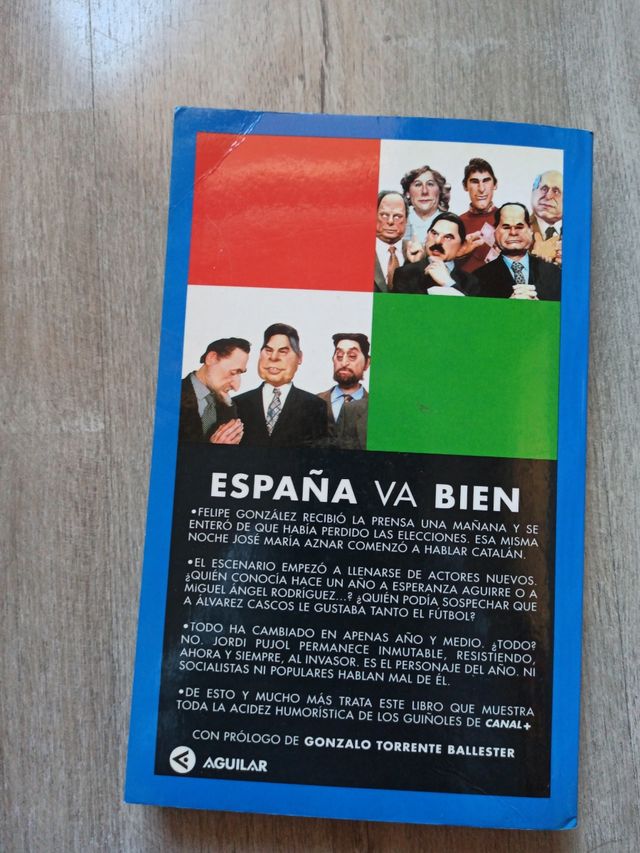 ESPAÑA VA BIEN
•FELIPE GONZÁLEZ RECIBIÓ LA PRENSA UNA MAÑANA Y SE
ENTERÓ DE QUE HABÍA PERDIDO LAS ELECCIONES. ESA MISMA
NOCHE JOSÉ MARÍA AZNAR COMENZÓ A HABLAR CATALÁN.
•EL ESCENARIO EMPEZÓ A LLENARSE DE ACTORES NUEVOS.
¿QUIÉN CONOCÍA HACE UN AÑO A ESPERANZA AGUIRRE O A
MIGUEL ÁNGEL RODRÍGUEZ...? ¿QUIÉN PODÍA SOSPECHAR QUE
A ÁLVAREZ CASCOS LE GUSTABA TANTO EL FÚTBOL?
•TODO HA CAMBIADO EN APENAS AÑO Y MEDIO. ¿TODO?
NO. JORDI PUJOL PERMANECE INMUTABLE, RESISTIENDO,
AHORA Y SIEMPRE, AL INVASOR. ES EL PERSONAJE DEL AÑO. NI
SOCIALISTAS NI POPULARES HABLAN MAL DE ÉL.
•DE ESTO Y MUCHO MÁS TRATA ESTE LIBRO QUE MUESTRA
TODA LA ACIDEZ HUMORÍSTICA DE LOS GUIÑOLES DE CANAL+
CON PRÓLOGO DE GONZALO TORRENTE BALLESTER
AGUILAR